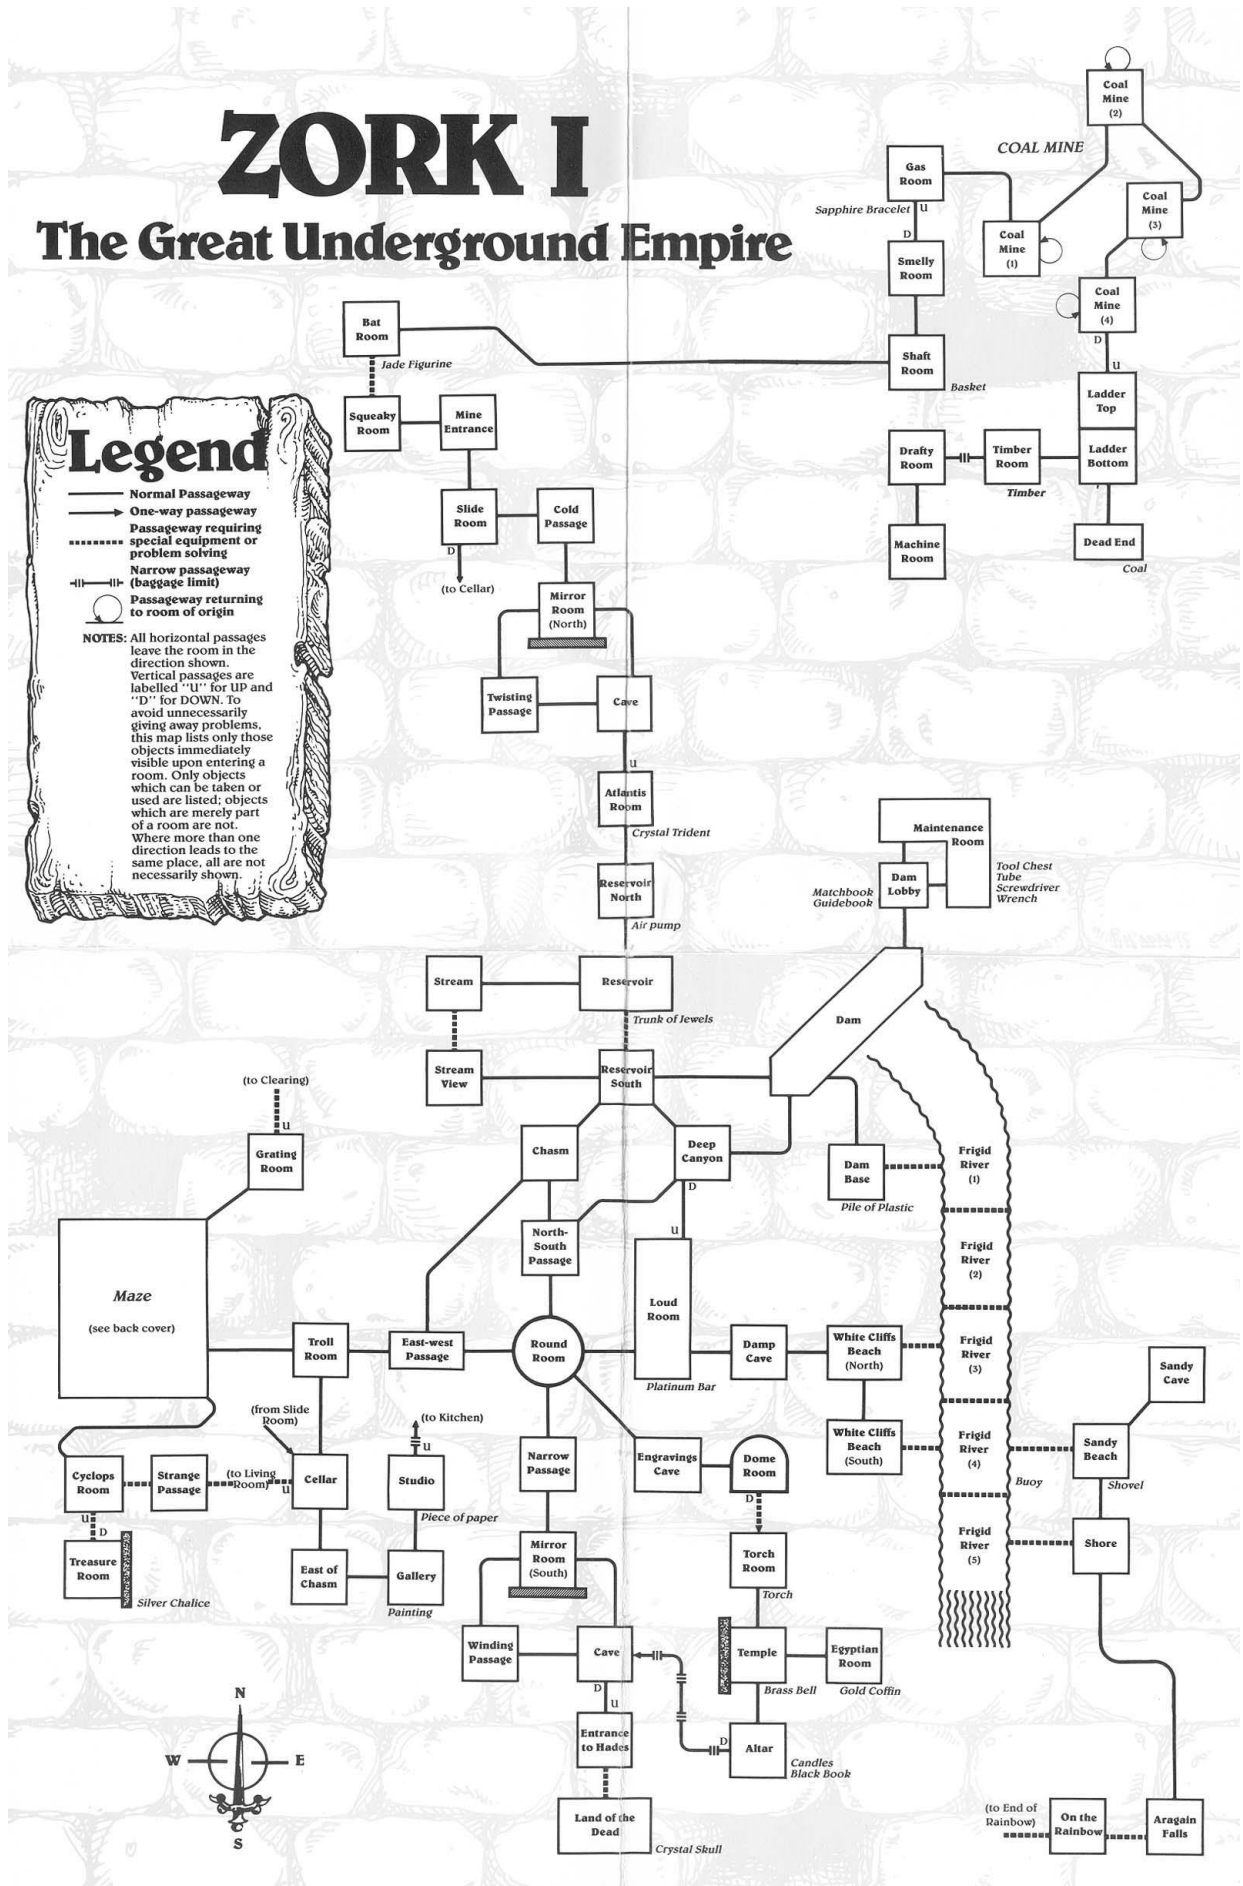 ZORK I
The Great Underground Empire
COAL MINE
Coal
Mine
(2)
Gas
Room
Sapphire Bracelet
U
D
Coal
Mine
(3)
Coal
Mine
(1)
Smelly
Room
Coal
Mine
(4)
D
U
Bat
Room
Jade Figurine
Shaft
Room
Basket
Ladder
Top
Squeaky
Room
Mine
Entrance
Drafty
Room
Timber
Room
Timber
Ladder
Bottom
Slide
Room
D
(to Cellar)
Cold
Passage
Machine
Room
Dead End
Coal
Legend
Normal Passageway
One-way passageway
Passageway requiring
special equipment or
problem solving
Narrow passageway
(baggage limit)
Passageway returning
to room of origin
NOTES: All horizontal passages
leave the room in the
direction shown.
Vertical passages are
labelled "U" for UP and
"D" for DOWN. To
avoid unnecessarily
giving away problems,
this map lists only those
objects immediately
visible upon entering a
room. Only objects
which can be taken or
used are listed; objects
which are merely part
of a room are not.
Where more than one
direction leads to the
same place, all are not
necessarily shown.
Mirror
Room
(North)
Twisting
Passage
Cave
U
Atlantis
Room
Crystal Trident
Reservoir
North
Air pump
Maintenance
Room
Dam
Lobby
Matchbook
Guidebook
Tool Chest
Tube
Screwdriver
Wrench
Stream
Reservoir
Trunk of Jewels
Dam
Stream
View
Reservoir
South
(to Clearing)
U
Grating
Room
Chasm
Deep
Canyon
D
U
Dam
Base
Pile of Plastic
Frigid
River
(1)
North-
South
Passage
Frigid
River
(2)
Maze
(see back cover)
Troll
Room
East-west
Passage
Round
Room
Loud
Room
Platinum Bar
Damp
Cave
White Cliffs
Beach
(North)
Frigid
River
(3)
Sandy
Cave
(from Slide
Room)
(to Kitchen)
U
Cyclops
Room
Strange
Passage
(to Living
Room)
U
Cellar
Studio
Piece of paper
Narrow
Passage
Engravings
Cave
Dome
Room
D
White Cliffs
Beach
(South)
Frigid
River
(4)
Buoy
Sandy
Beach
Shovel
U
D
Treasure
Room
Silver Chalice
East of
Chasm
Gallery
Painting
Mirror
Room
(South)
Torch
Room
Torch
Frigid
River
(5)
Shore
Winding
Passage
Cave
D
U
Temple
Brass Bell
Egyptian
Room
Gold Coffin
Entrance
to Hades
D
Altar
Candles
Black Book
N
W
E
S
Land of the
Dead
Crystal Skull
(to End of
Rainbow)
On the
Rainbow
Aragain
Falls